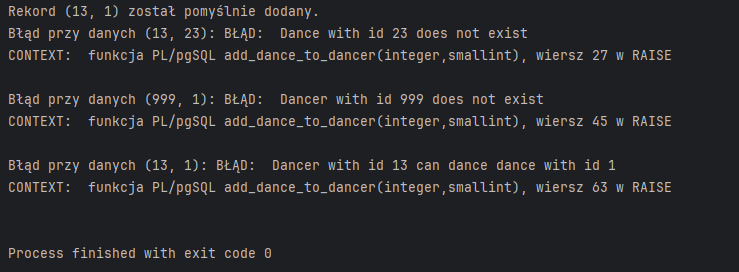 Rekord (13, 1) został pomyślnie dodany.
Błąd przy danych (13, 23): BŁĄD:  Dance with id 23 does not exist
CONTEXT:  funkcja PL/pgSQL add_dance_to_dancer(integer,smallint), wiersz 27 w RAISE
Błąd przy danych (999, 1): BŁĄD:  Dancer with id 999 does not exist
CONTEXT:  funkcja PL/pgSQL add_dance_to_dancer(integer,smallint), wiersz 45 w RAISE
Błąd przy danych (13, 1): BŁĄD:  Dancer with id 13 can dance dance with id 1
CONTEXT:  funkcja PL/pgSQL add_dance_to_dancer(integer,smallint), wiersz 63 w RAISE
Process finished with exit code 0